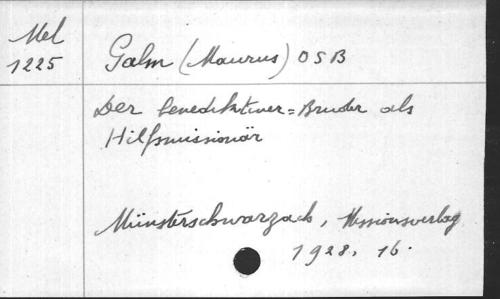 Mel
1225
Galm (Maurus) OSB
Der benediktiner=Bruder als
Hilfsmissionär
Münsterschwarzach, Missionsverlag
1928. 16.